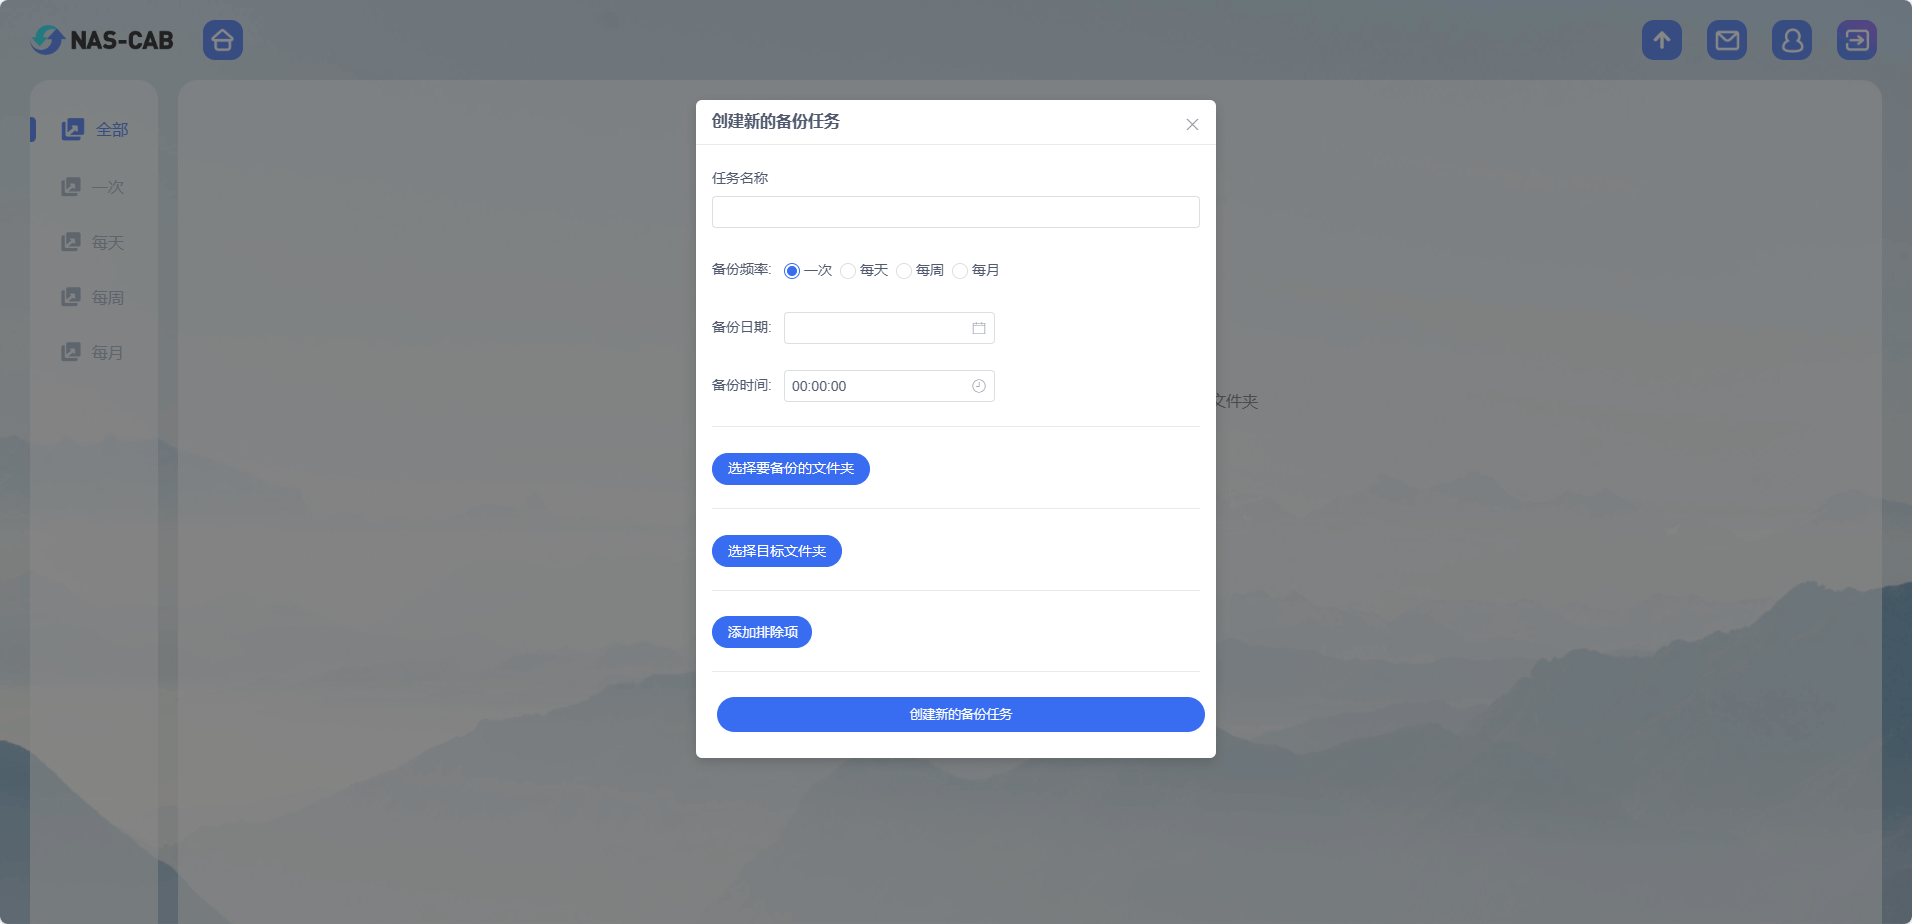 NAS-CAB
全部
一次
每天
每周
每月
创建新的备份任务
任务名称
备份频率: 一次 每天 每周 每月
备份日期:
备份时间: 00:00:00
文件夹
选择要备份的文件夹
选择目标文件夹
添加排除项
创建新的备份任务